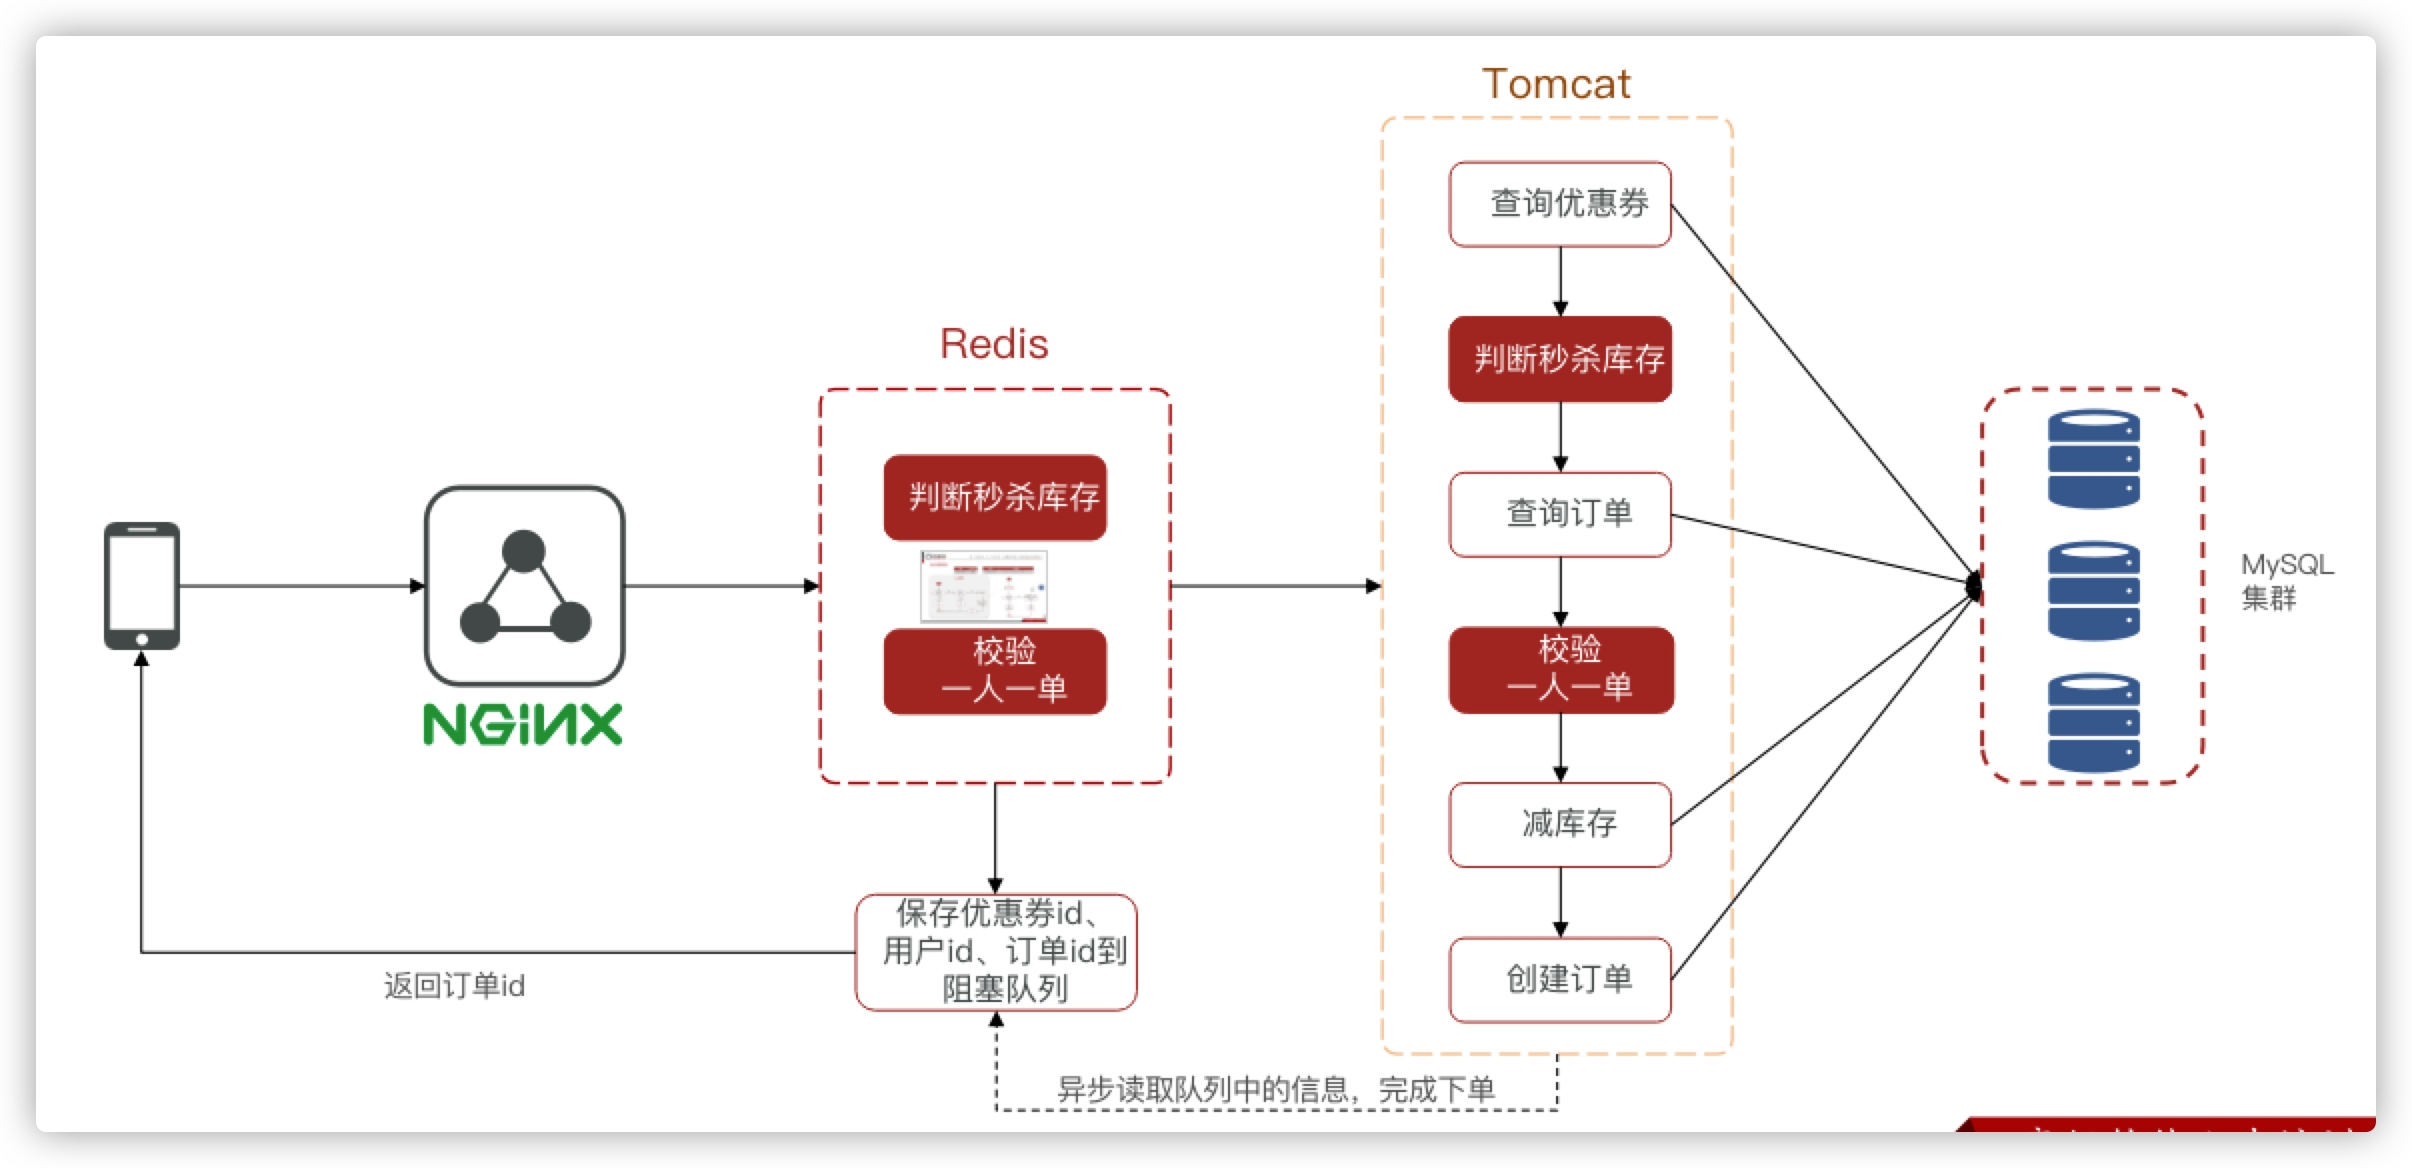 Tomcat
查询优惠券
判断秒杀库存
查询订单
校验
一人一单
减库存
创建订单
Redis
判断秒杀库存
校验
一人一单
NGiNX
MySQL
集群
保存优惠券id、
用户id、订单id到
阻塞队列
返回订单id
异步读取队列中的信息，完成下单